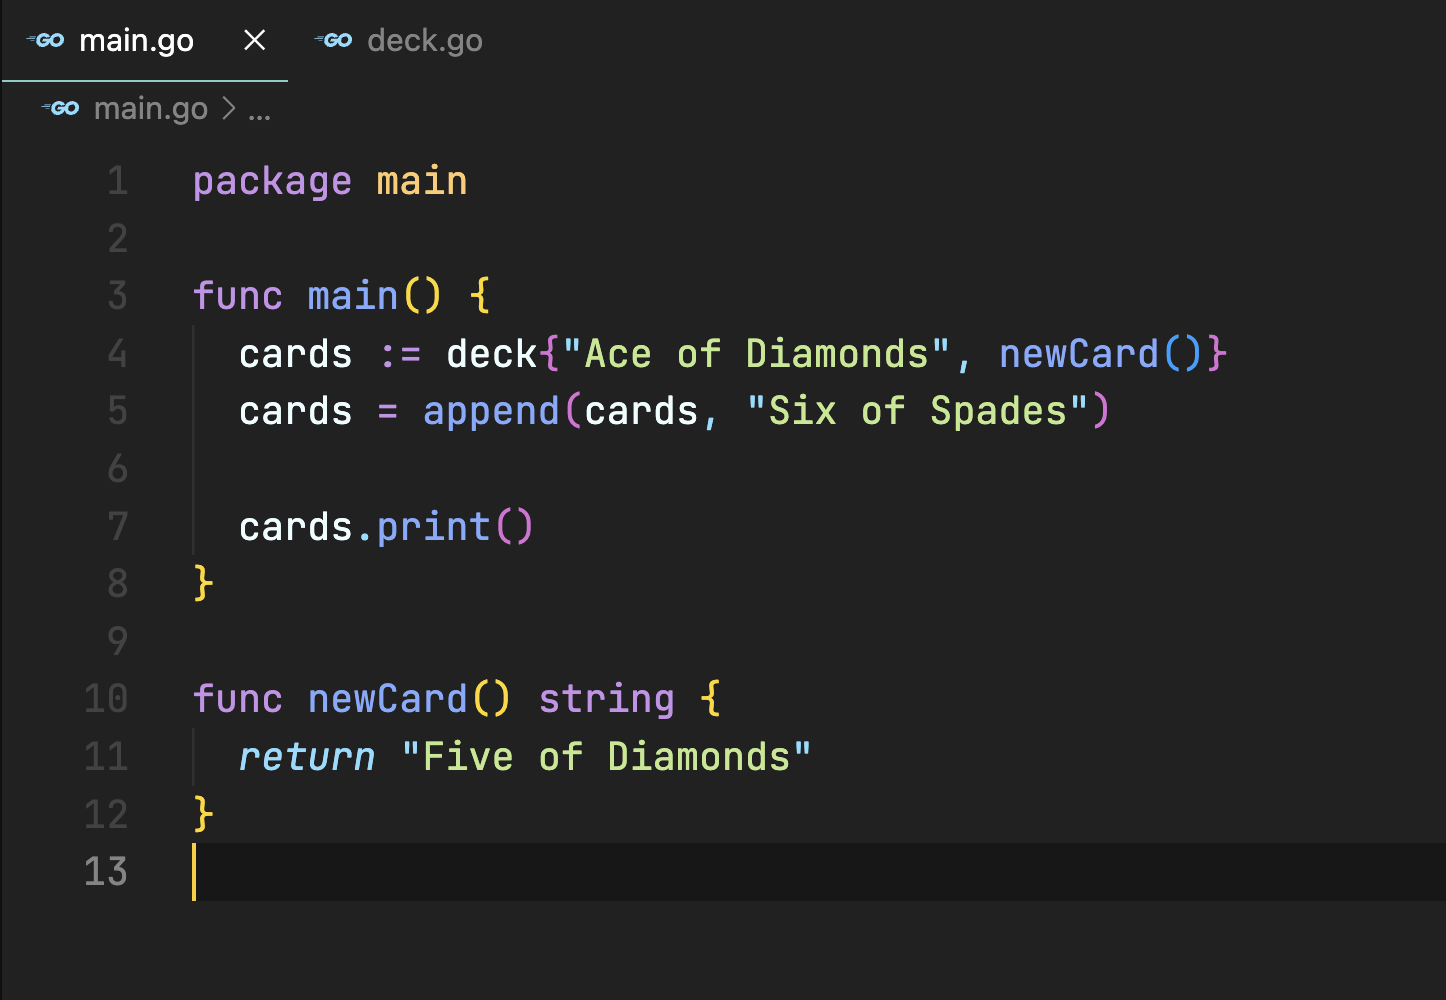 GO main.go × GO deck.go
GO main.go > ...
1 package main
2
3 func main() {
4   cards := deck{"Ace of Diamonds", newCard()}
5   cards = append(cards, "Six of Spades")
6
7   cards.print()
8 }
9
10 func newCard() string {
11   return "Five of Diamonds"
12 }
13